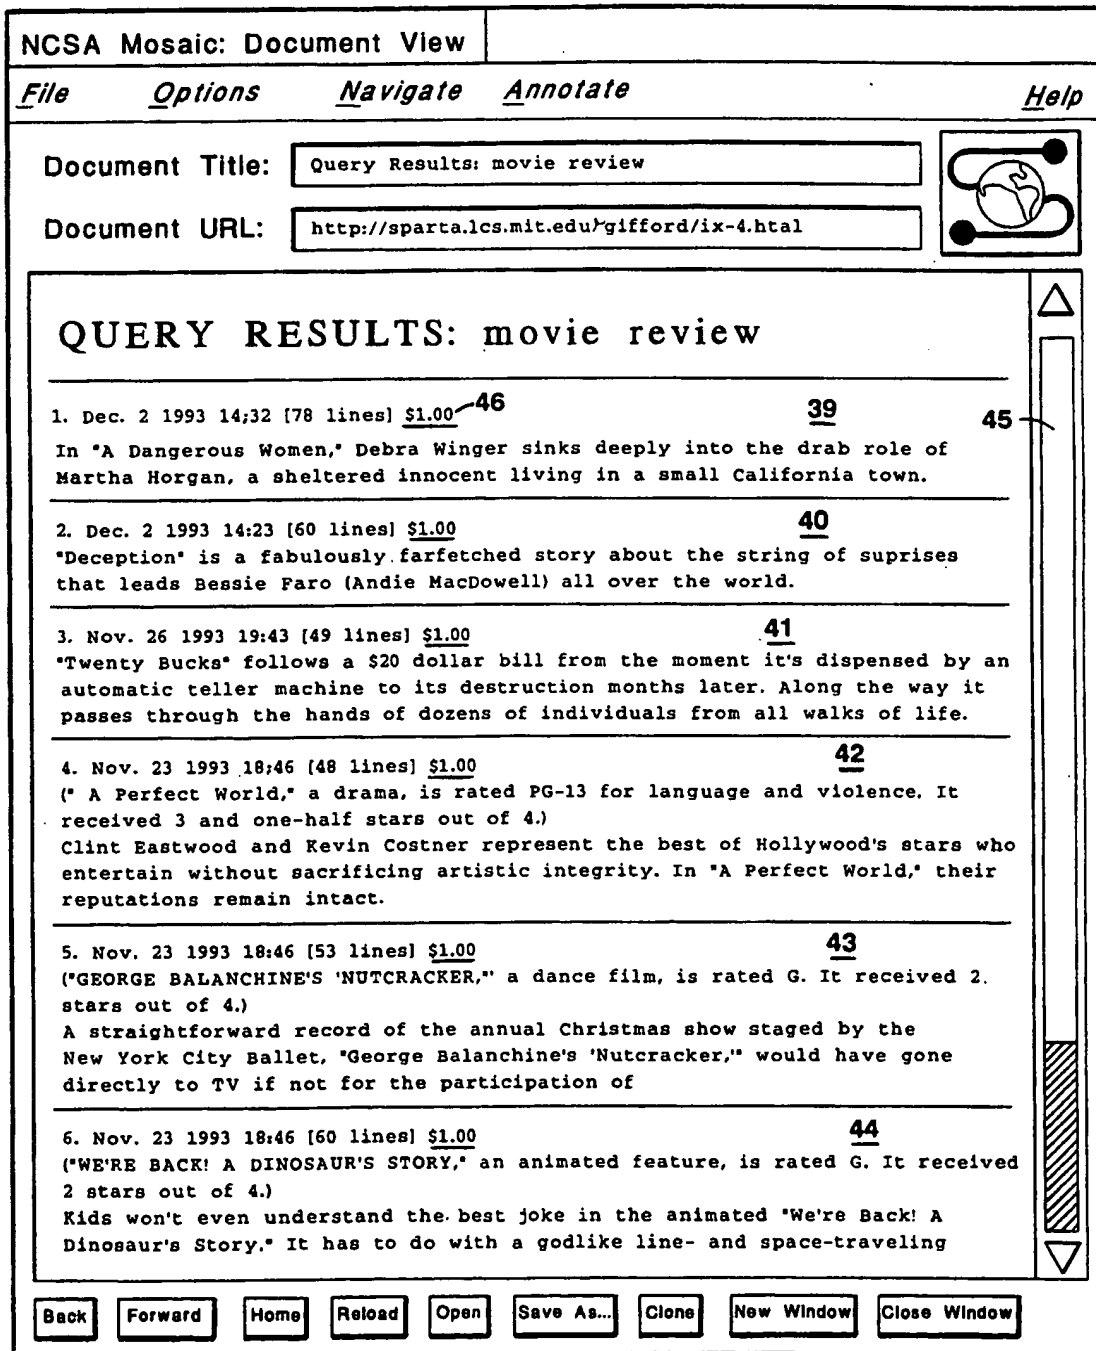 NCSA Mosaic: Document View
File Options Navigate Annotate Help
Document Title: Query Results: movie review
Document URL: http://sparta.lcs.mit.edu/~gifford/ix-4.htal
QUERY RESULTS: movie review
1. Dec. 2 1993 14;32 [78 lines] $1.00 46 39 45
In "A Dangerous Women," Debra Winger sinks deeply into the drab role of
Martha Horgan, a sheltered innocent living in a small California town.
2. Dec. 2 1993 14:23 [60 lines] $1.00 40
"Deception" is a fabulously farfetched story about the string of suprises
that leads Bessie Faro (Andie MacDowell) all over the world.
3. Nov. 26 1993 19:43 [49 lines] $1.00 41
"Twenty Bucks" follows a $20 dollar bill from the moment it's dispensed by an
automatic teller machine to its destruction months later. Along the way it
passes through the hands of dozens of individuals from all walks of life.
4. Nov. 23 1993 18;46 [48 lines] $1.00 42
(" A Perfect World," a drama, is rated PG-13 for language and violence. It
received 3 and one-half stars out of 4.)
Clint Eastwood and Kevin Costner represent the best of Hollywood's stars who
entertain without sacrificing artistic integrity. In "A Perfect World," their
reputations remain intact.
5. Nov. 23 1993 18:46 [53 lines] $1.00 43
("GEORGE BALANCHINE'S 'NUTCRACKER,'" a dance film, is rated G. It received 2.
stars out of 4.)
A straightforward record of the annual Christmas show staged by the
New York City Ballet, "George Balanchine's 'Nutcracker,'" would have gone
directly to TV if not for the participation of
6. Nov. 23 1993 18:46 [60 lines] $1.00 44
("WE'RE BACK! A DINOSAUR'S STORY," an animated feature, is rated G. It received
2 stars out of 4.)
Kids won't even understand the best joke in the animated "We're Back! A
Dinosaur's Story." It has to do with a godlike line- and space-traveling
Back Forward Home Reload Open Save As... Clone New Window Close Window